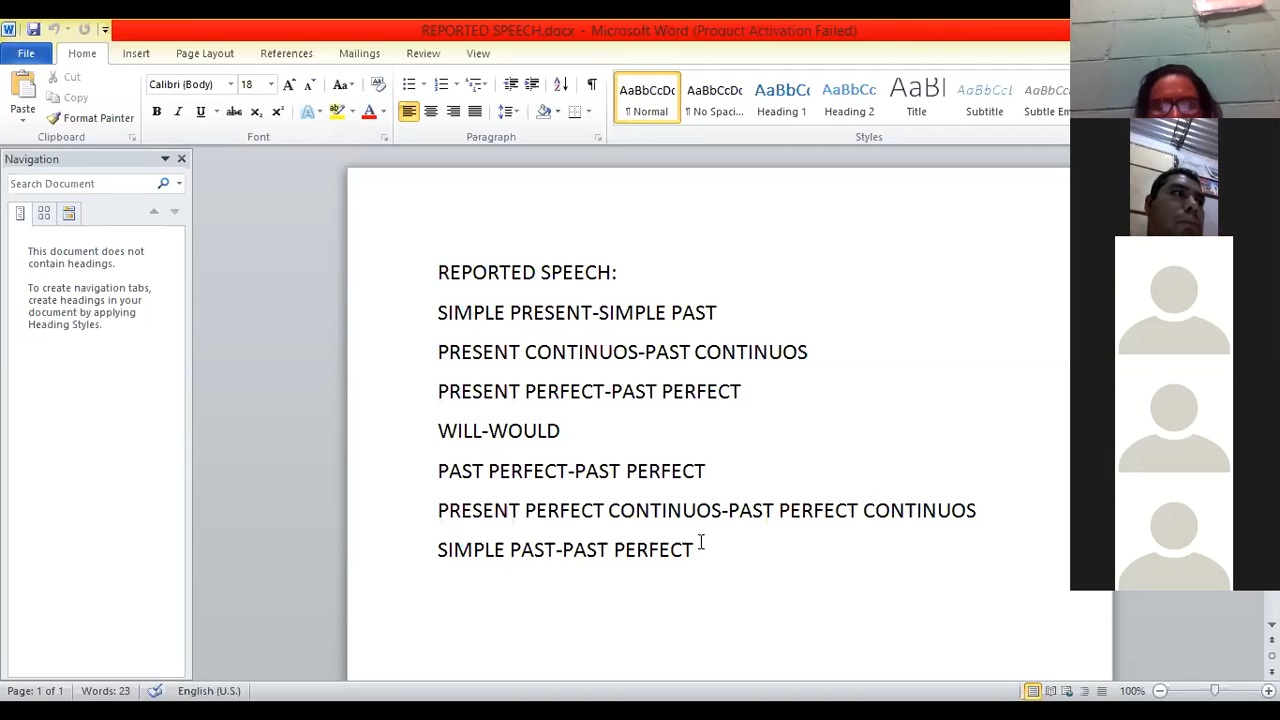 REPORTED SPEECH.docx - Microsoft Word (Product Activation Failed)
File Home Insert Page Layout References Mailings Review View
Cut
Copy
Format Painter
Paste
Clipboard
Calibri (Body) 18
Font
Paragraph
AaBbCcDc AaBbCcDc AaBbCc AaBbCc AaBl AaBbCcL AaBbCcD
¶ Normal ¶ No Spaci... Heading 1 Heading 2 Title Subtitle Subtle Em
Styles
Navigation
Search Document
This document does not
contain headings.
To create navigation tabs,
create headings in your
document by applying
Heading Styles.
REPORTED SPEECH:
SIMPLE PRESENT-SIMPLE PAST
PRESENT CONTINUOS-PAST CONTINUOS
PRESENT PERFECT-PAST PERFECT
WILL-WOULD
PAST PERFECT-PAST PERFECT
PRESENT PERFECT CONTINUOS-PAST PERFECT CONTINUOS
SIMPLE PAST-PAST PERFECT
Page: 1 of 1 Words: 23 English (U.S.) 100%